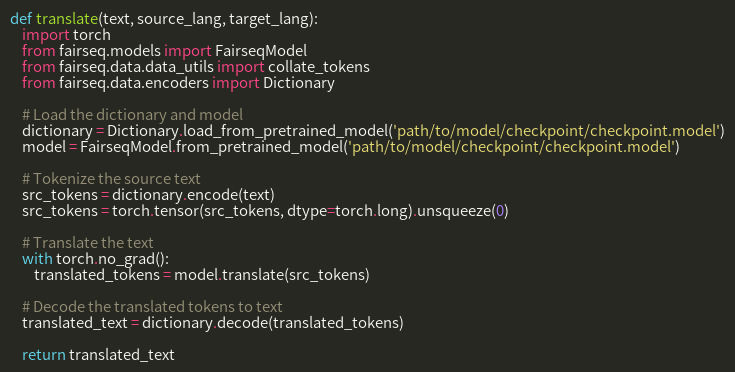 def translate(text, source_lang, target_lang):
    import torch
    from fairseq.models import FairseqModel
    from fairseq.data.data_utils import collate_tokens
    from fairseq.data.encoders import Dictionary

    # Load the dictionary and model
    dictionary = Dictionary.load_from_pretrained_model('path/to/model/checkpoint/checkpoint.model')
    model = FairseqModel.from_pretrained_model('path/to/model/checkpoint/checkpoint.model')

    # Tokenize the source text
    src_tokens = dictionary.encode(text)
    src_tokens = torch.tensor(src_tokens, dtype=torch.long).unsqueeze(0)

    # Translate the text
    with torch.no_grad():
        translated_tokens = model.translate(src_tokens)

    # Decode the translated tokens to text
    translated_text = dictionary.decode(translated_tokens)

    return translated_text